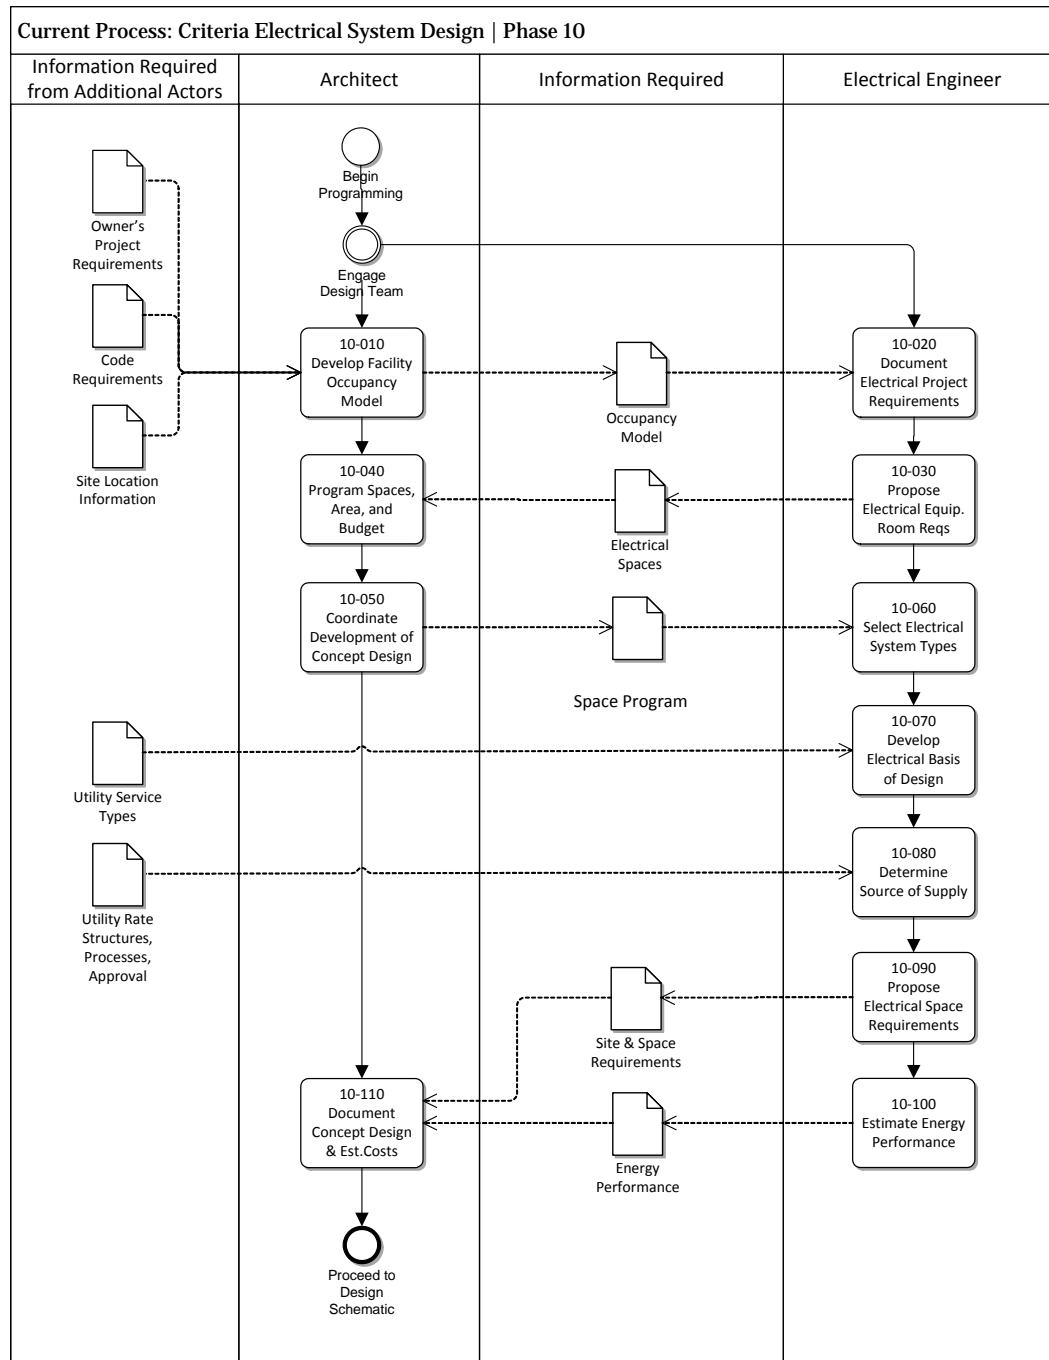 Current Process: Criteria Electrical System Design | Phase 10
Information Required
from Additional Actors
Architect
Information Required
Electrical Engineer
Begin
Programming
Owner's
Project
Requirements
Engage
Design Team
Code
Requirements
10-010
Develop Facility
Occupancy
Model
Occupancy
Model
10-020
Document
Electrical Project
Requirements
Site Location
Information
10-040
Program Spaces,
Area, and
Budget
Electrical
Spaces
10-030
Propose
Electrical Equip.
Room Reqs
10-050
Coordinate
Development of
Concept Design
Space Program
10-060
Select Electrical
System Types
Utility Service
Types
10-070
Develop
Electrical Basis
of Design
Utility Rate
Structures,
Processes,
Approval
10-080
Determine
Source of Supply
Site & Space
Requirements
10-090
Propose
Electrical Space
Requirements
10-110
Document
Concept Design
& Est.Costs
Energy
Performance
10-100
Estimate Energy
Performance
Proceed to
Design
Schematic